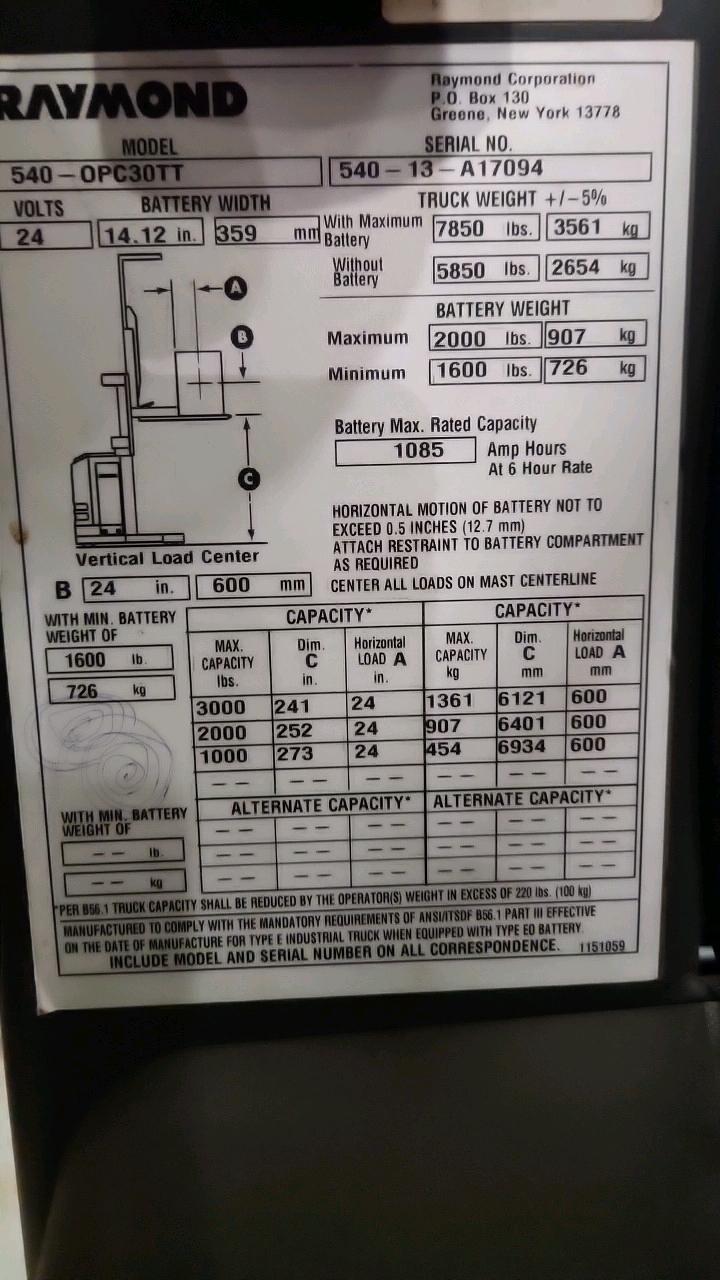 RAYMOND
Raymond Corporation
P.O. Box 130
Greene, New York 13778
MODEL
540-OPC30TT
SERIAL NO.
540-13-A17094
VOLTS
24
BATTERY WIDTH
14.12 in. 359 mm
TRUCK WEIGHT +/-5%
With Maximum Battery 7850 lbs. 3561 kg
Without Battery 5850 lbs. 2654 kg
BATTERY WEIGHT
Maximum 2000 lbs. 907 kg
Minimum 1600 lbs. 726 kg
A
B
C
Battery Max. Rated Capacity
1085 Amp Hours
At 6 Hour Rate
HORIZONTAL MOTION OF BATTERY NOT TO
EXCEED 0.5 INCHES (12.7 mm)
ATTACH RESTRAINT TO BATTERY COMPARTMENT
AS REQUIRED
CENTER ALL LOADS ON MAST CENTERLINE
Vertical Load Center
B 24 in. 600 mm
WITH MIN. BATTERY
WEIGHT OF
1600 lb.
726 kg
CAPACITY* CAPACITY*
MAX. CAPACITY lbs. Dim. C in. Horizontal LOAD A in. MAX. CAPACITY kg Dim. C mm Horizontal LOAD A mm
3000 241 24 1361 6121 600
2000 252 24 907 6401 600
1000 273 24 454 6934 600
-- -- -- -- -- --
WITH MIN. BATTERY
WEIGHT OF
-- lb.
-- kg
ALTERNATE CAPACITY* ALTERNATE CAPACITY*
-- -- -- -- -- --
-- -- -- -- -- --
-- -- -- -- -- --
*PER B56.1 TRUCK CAPACITY SHALL BE REDUCED BY THE OPERATOR(S) WEIGHT IN EXCESS OF 220 lbs. (100 kg)
MANUFACTURED TO COMPLY WITH THE MANDATORY REQUIREMENTS OF ANSI/ITSDF B56.1 PART III EFFECTIVE
ON THE DATE OF MANUFACTURE FOR TYPE E INDUSTRIAL TRUCK WHEN EQUIPPED WITH TYPE EO BATTERY.
INCLUDE MODEL AND SERIAL NUMBER ON ALL CORRESPONDENCE. 1151059